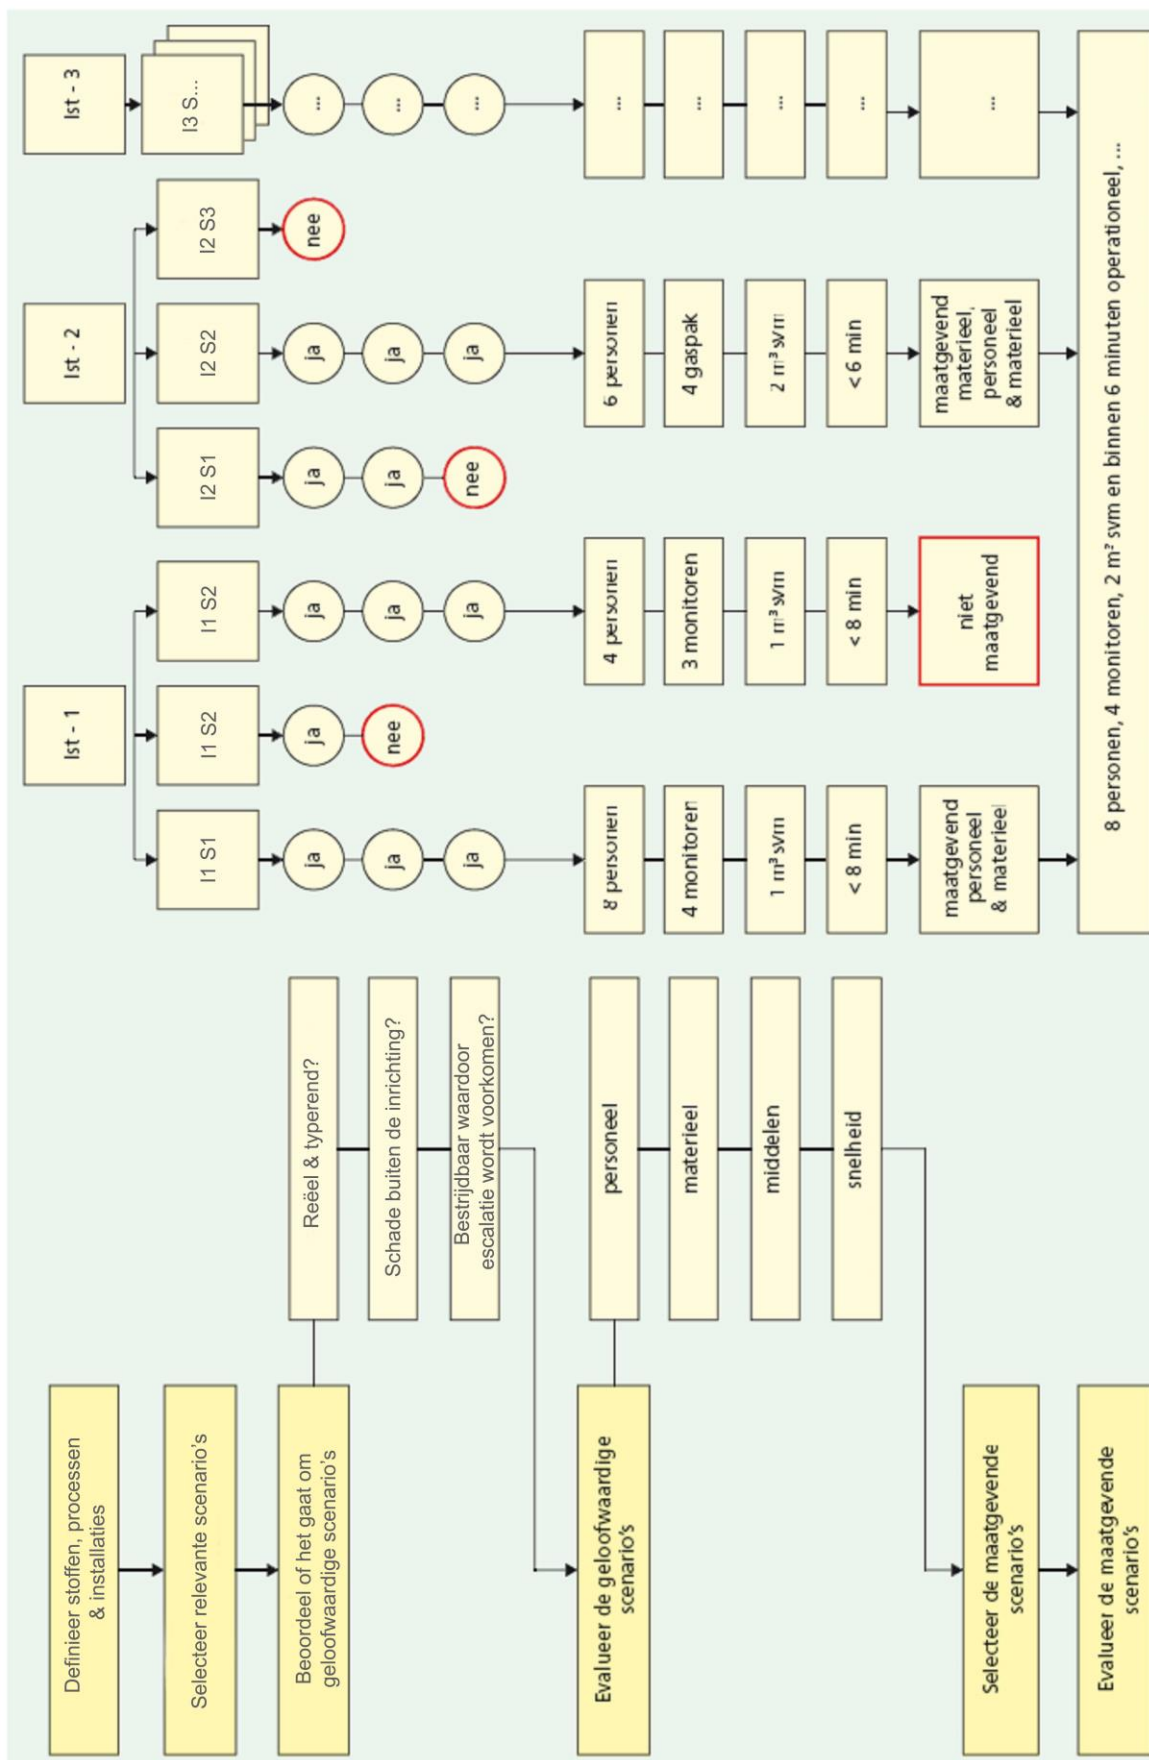 Definieer stoffen, processen
& installaties
Selecteer relevante scenario's
Beoordeel of het gaat om
geloofwaardige scenario's
Reëel & typerend?
Schade buiten de inrichting?
Bestrijdbaar waardoor
escalatie wordt voorkomen?
Evalueer de geloofwaardige
scenario's
personeel
materieel
middelen
snelheid
Selecteer de maatgevende
scenario's
Evalueer de maatgevende
scenario's
Ist - 1
I1 S1
ja
ja
ja
8 personen
4 monitoren
1 m³ svm
< 8 min
maatgevend
personeel
& materieel
I1 S2
ja
nee
I1 S2
ja
ja
ja
4 personen
3 monitoren
1 m³ svm
< 8 min
niet
maatgevend
Ist - 2
I2 S1
ja
ja
nee
I2 S2
ja
ja
ja
6 personen
4 gaspak
2 m³ svm
< 6 min
maatgevend
materieel,
personeel
& materieel
I2 S3
nee
Ist - 3
I3 S...
...
...
...
...
...
...
...
...
8 personen, 4 monitoren, 2 m² svm en binnen 6 minuten operationeel, ...